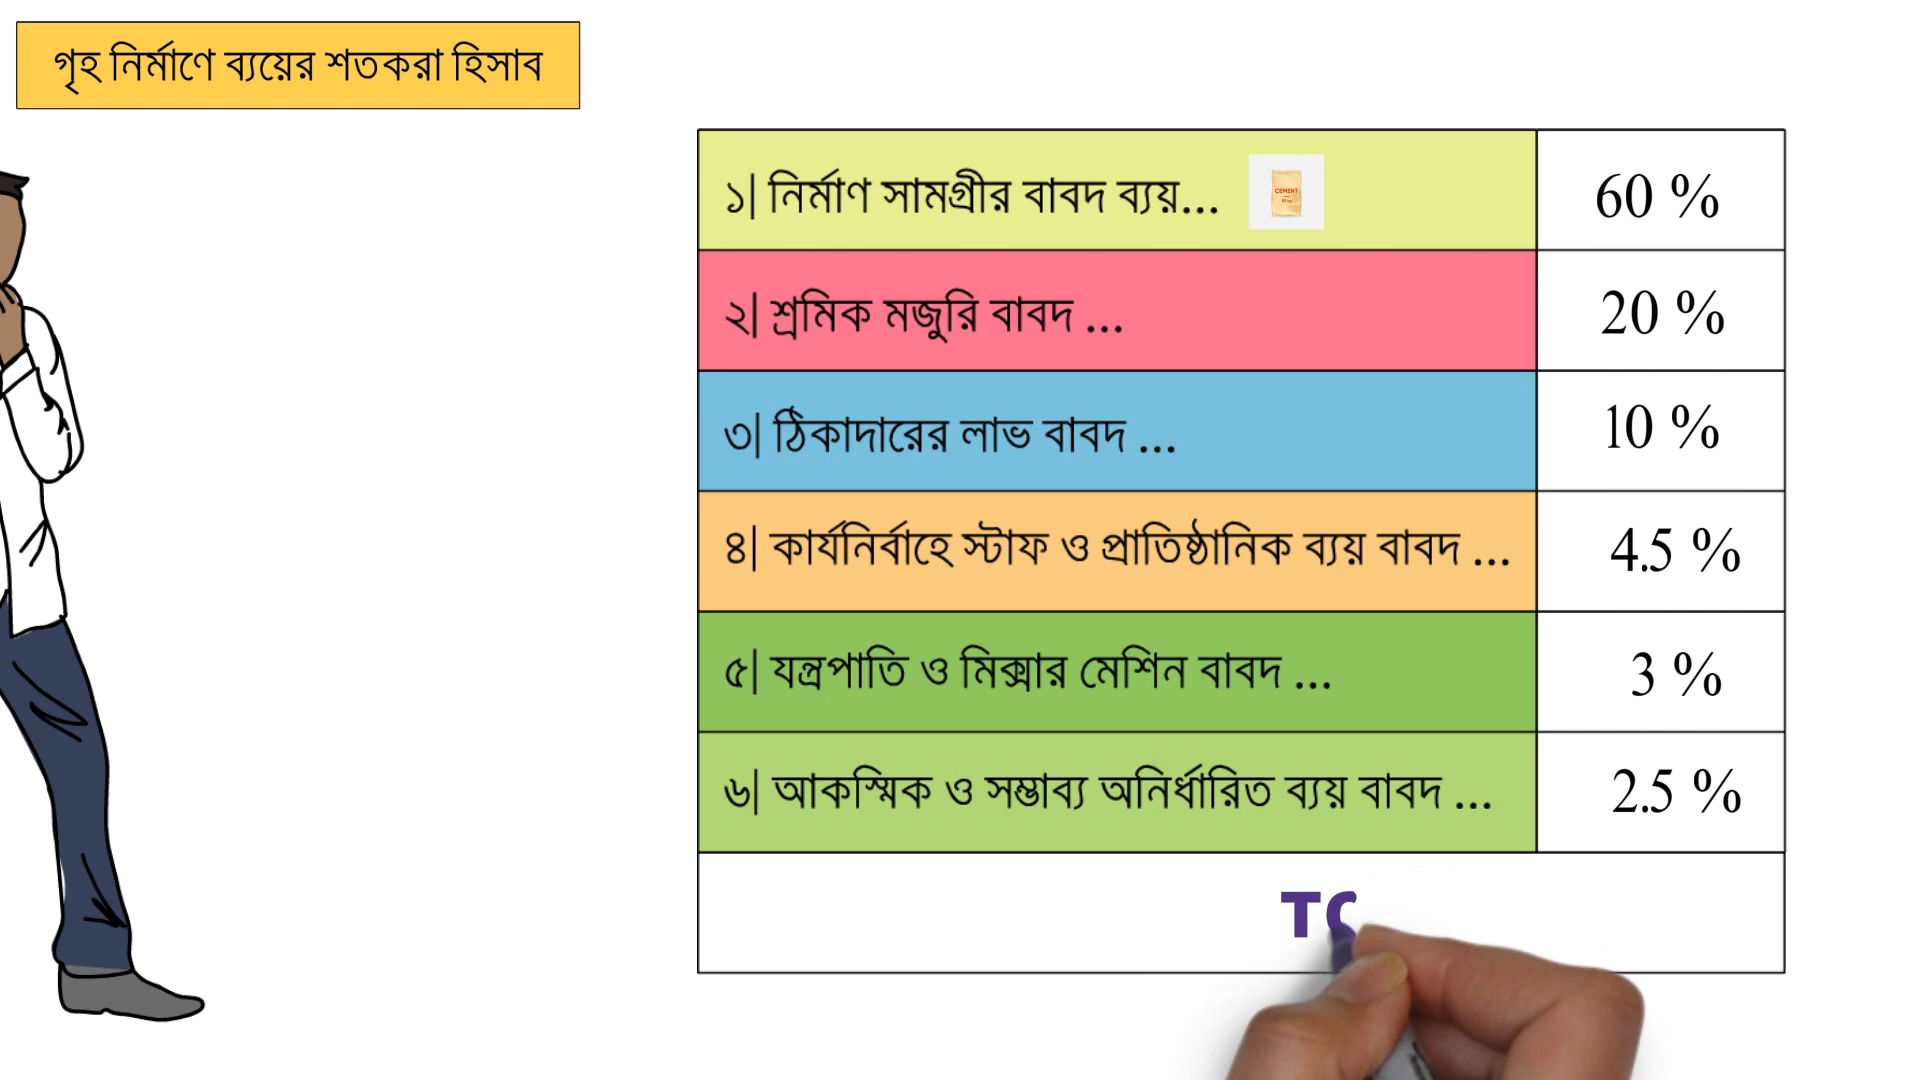 গৃহ নির্মাণে ব্যয়ের শতকরা হিসাব
১| নির্মাণ সামগ্রীর বাবদ ব্যয়... CEMENT 60 %
২| শ্রমিক মজুরি বাবদ ... 20 %
৩| ঠিকাদারের লাভ বাবদ ... 10 %
৪| কার্যনির্বাহে স্টাফ ও প্রাতিষ্ঠানিক ব্যয় বাবদ ... 4.5 %
৫| যন্ত্রপাতি ও মিক্সার মেশিন বাবদ ... 3 %
৬| আকস্মিক ও সম্ভাব্য অনির্ধারিত ব্যয় বাবদ ... 2.5 %